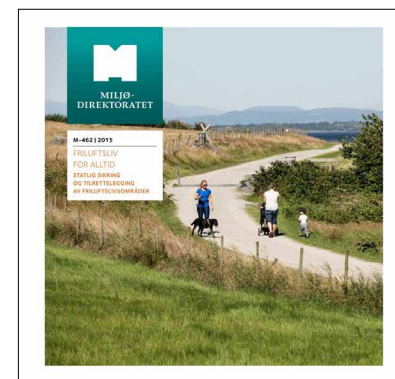 MILJØ-
DIREKTORATET
M-462 | 2015
FRILUFTSLIV
FOR ALLTID
STATLIG SIKRING
OG TILRETTELEGGING
AV FRILUFTSLIVSOMRÅDER